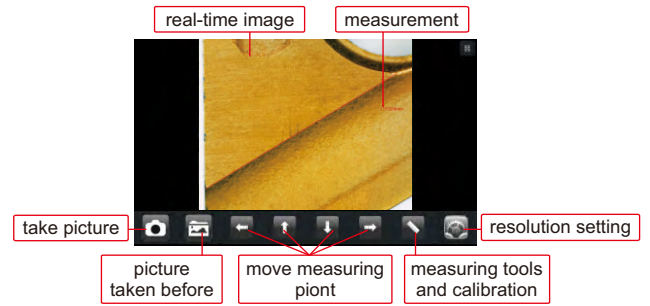 real-time image
measurement
take picture
resolution setting
picture
taken before
move measuring
piont
measuring tools
and calibration